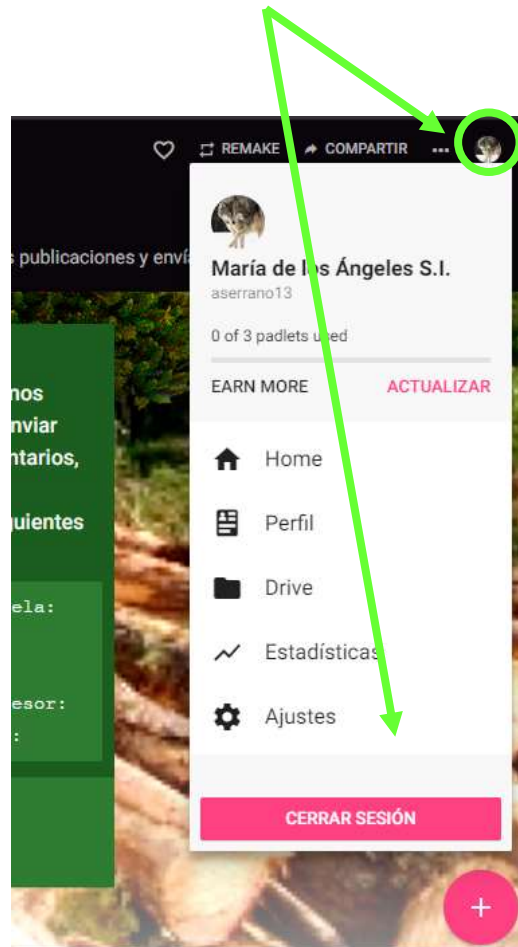 REMAKE COMPARTIR ...
publicaciones y enví
María de los Ángeles S.I.
aserrano13
0 of 3 padlets used
EARN MORE ACTUALIZAR
nos
nviar
ntarios,
uientes
ela:
esor:
:
Home
Perfil
Drive
Estadísticas
Ajustes
CERRAR SESIÓN
+